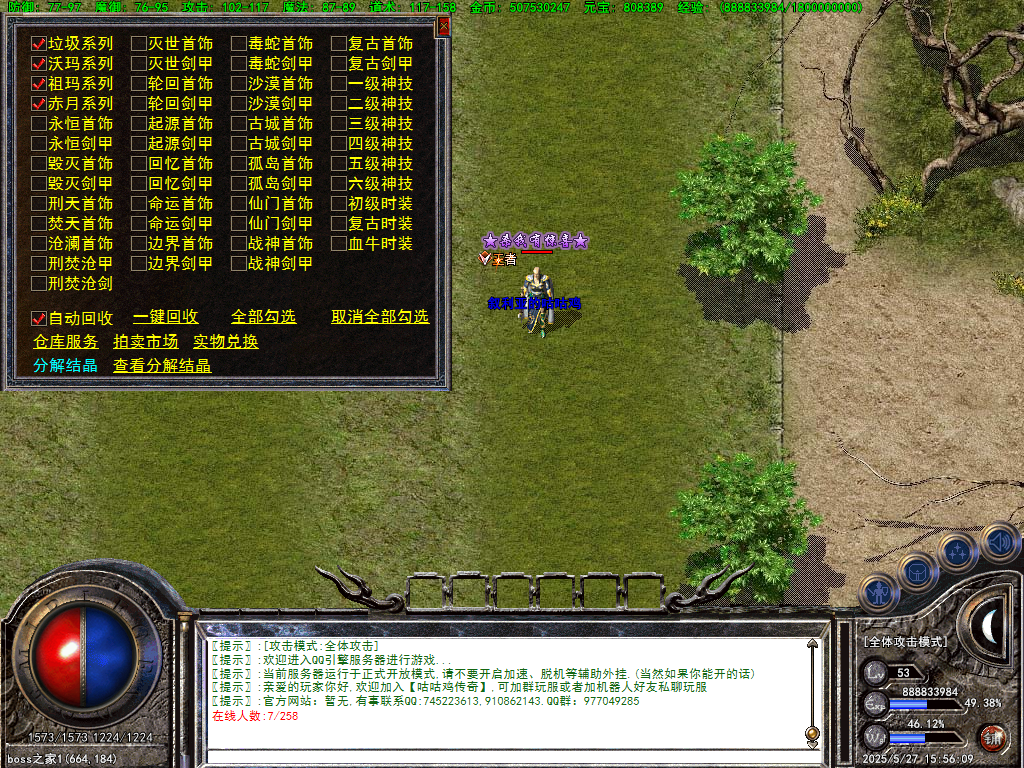 防御: 77-97 魔御: 76-95 攻击: 102-117 魔法: 87-89 道术: 117-158 金币: 507530247 元宝: 808389 经验 (888833984/1800000000)
垃圾系列 灭世首饰 毒蛇首饰 复古首饰
沃玛系列 灭世剑甲 毒蛇剑甲 复古剑甲
祖玛系列 轮回首饰 沙漠首饰 一级神技
赤月系列 轮回剑甲 沙漠剑甲 二级神技
永恒首饰 起源首饰 古城首饰 三级神技
永恒剑甲 起源剑甲 古城剑甲 四级神技
毁灭首饰 回忆首饰 孤岛首饰 五级神技
毁灭剑甲 回忆剑甲 孤岛剑甲 六级神技
刑天首饰 命运首饰 仙门首饰 初级时装
焚天首饰 命运剑甲 仙门剑甲 复古时装
沧澜首饰 边界首饰 战神首饰 血牛时装
刑焚沧甲 边界剑甲 战神剑甲
刑焚沧剑
自动回收 一键回收 全部勾选 取消全部勾选
仓库服务 拍卖市场 实物兑换
分解结晶 查看分解结晶
王者
[全体攻击模式]
〖提示〗:[攻击模式:全体攻击]
〖提示〗:欢迎进入QQ引擎服务器进行游戏...
〖提示〗:当前服务器运行于正式开放模式,请不要开启加速、脱机等辅助外挂.(当然如果你能开的话)
〖提示〗:亲爱的玩家你好,欢迎加入【咕咕鸡传奇】,可加群玩服或者加机器人好友私聊玩服
〖提示〗:官方网站: 暂无,有事联系QQ:745223613,910862143,QQ群: 977049285
在线人数:7/258
Lv 53
888833984
Exp 49.38%
46.12%
W
1573/1573 1224/1224
boss之家1(664,184)
2025/5/27 15:56:09